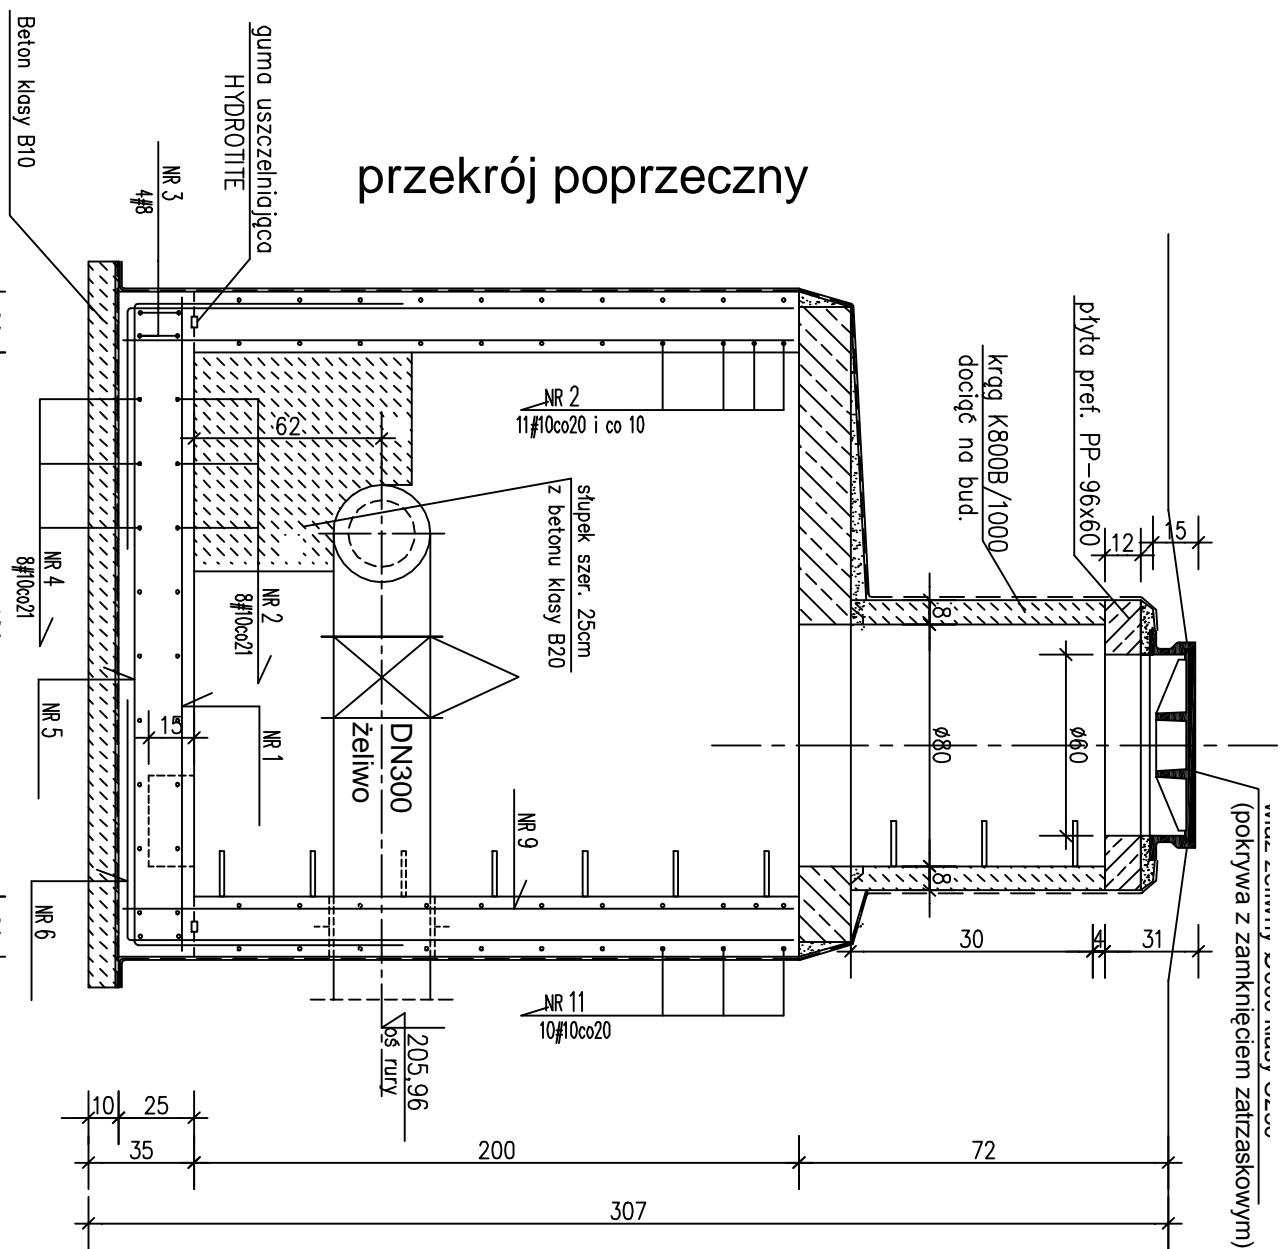 przekrój poprzeczny
Beton klasy B10
guma uszczelniająca
HYDROTITE
NR 3
4#8
płyta pref. PP-96x60
krąg K800B/1000
dociąć na bud.
12
15
NR 2
11#10co20 i co 10
62
słupek szer. 25cm
z betonu klasy B20
NR 4
8#10co21
NR 2
8#10co21
8
ø80
ø60
8
NR 5
15
NR 1
DN300
żeliwo
NR 9
NR 6
(pokrywa z zamknięciem zatrzaskowym)
30
4
31
NR 11
10#10co20
205,96
oś rury
10
25
35
200
72
307